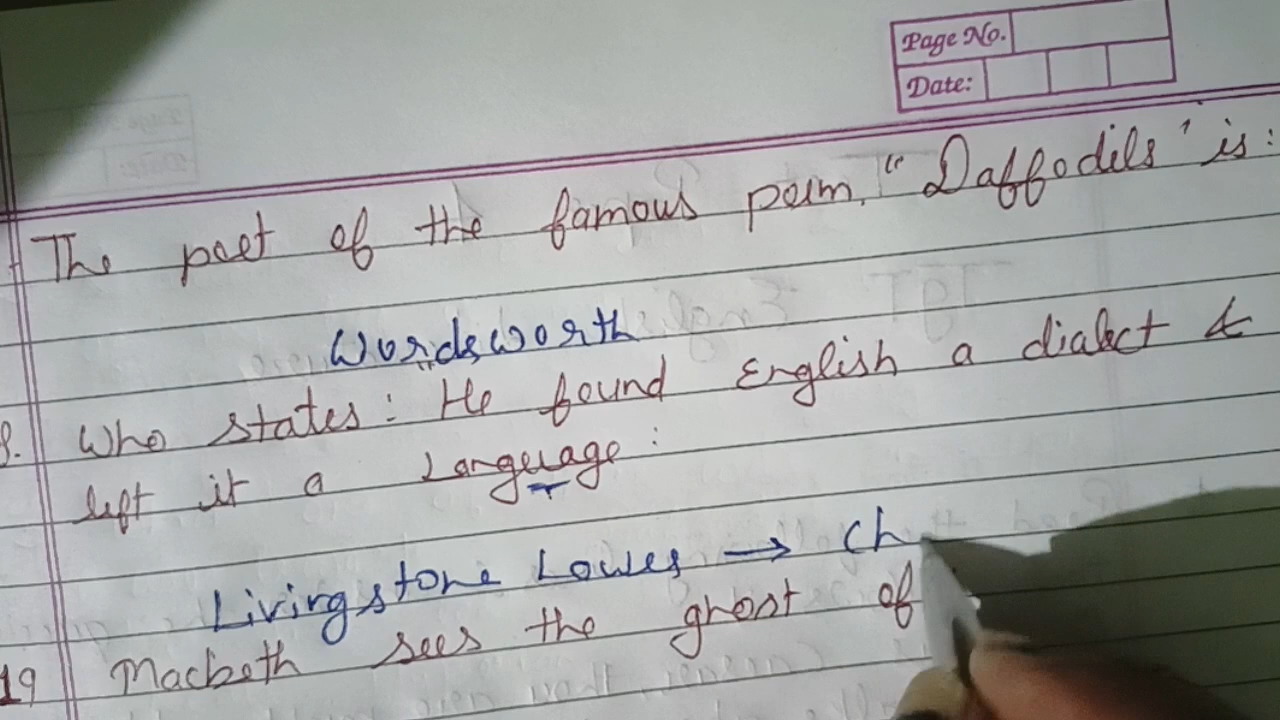 Page No.
Date:
The poet of the famous poem, "Daffodils' is:
Wordsworth
8. Who states: He found English a dialect &
left it a Language:
Livingstone Lowes → Ch
19 Macbeth sees the ghost of